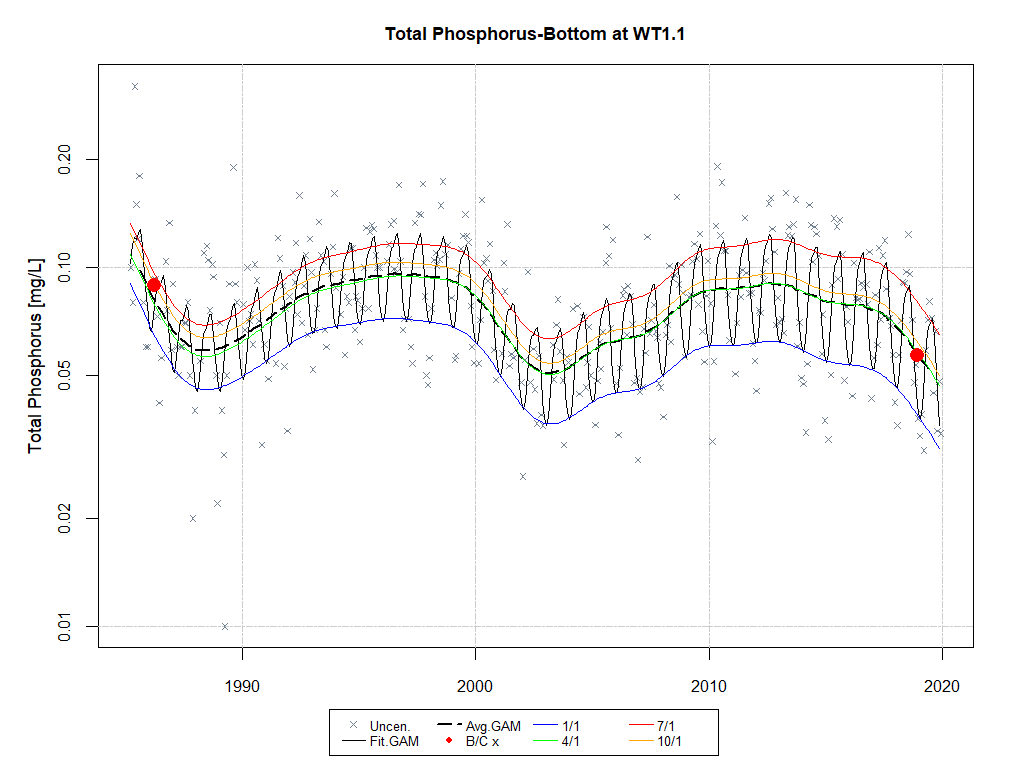 Total Phosphorus-Bottom at WT1.1
Total Phosphorus [mg/L]
0.20
0.10
0.05
0.02
0.01
1990 2000 2010 2020
Uncen. Avg.GAM 1/1 7/1
Fit.GAM B/C x 4/1 10/1